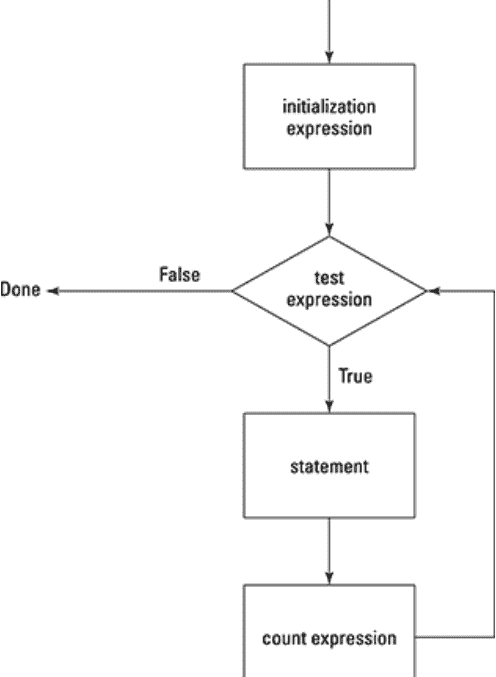 initialization
expression
test
expression
False
Done
True
statement
count expression